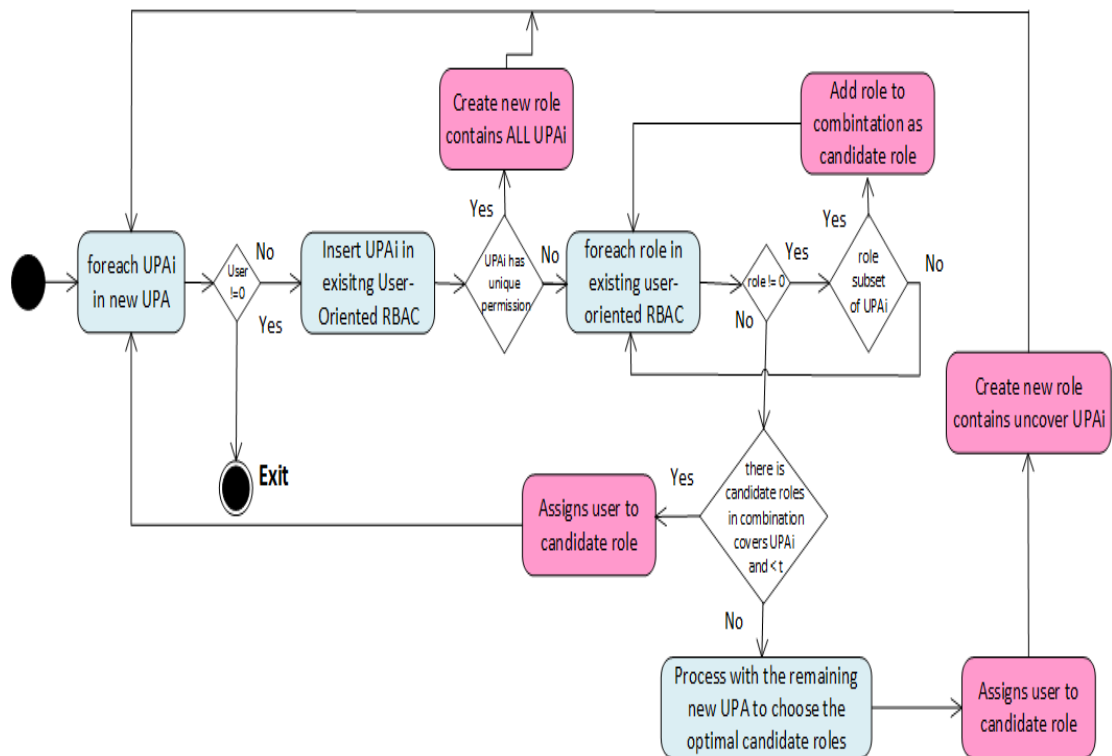 Create new role
contains ALL UPAi
Add role to
combintation as
candidate role
Yes
Yes
foreach UPAi
in new UPA
User
!=0
No
Yes
Insert UPAi in
exisitng User-
Oriented RBAC
UPAi has
unique
permission
No
foreach role in
existing user-
oriented RBAC
role != 0
Yes
No
role
subset
of UPAi
No
Exit
Create new role
contains uncover UPAi
Assigns user to
candidate role
Yes
there is
candidate roles
in combination
covers UPAi
and < t
No
Process with the remaining
new UPA to choose the
optimal candidate roles
Assigns user to
candidate role